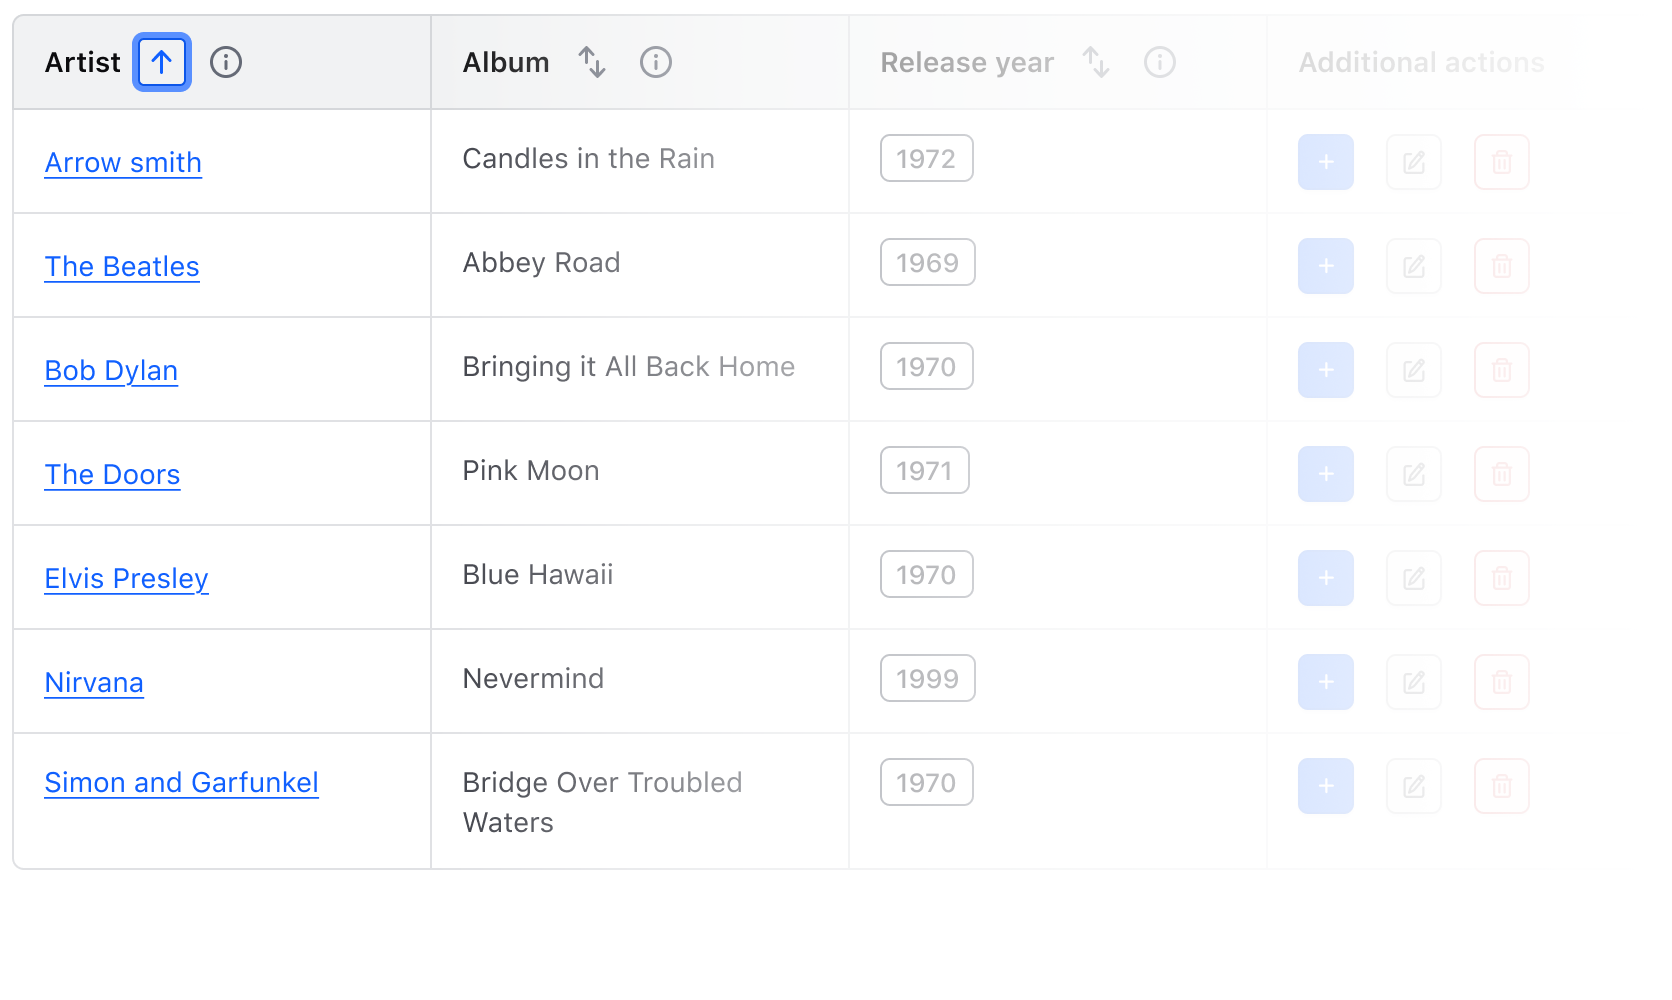 Artist Album Release year Additional actions
Arrow smith Candles in the Rain 1972
The Beatles Abbey Road 1969
Bob Dylan Bringing it All Back Home 1970
The Doors Pink Moon 1971
Elvis Presley Blue Hawaii 1970
Nirvana Nevermind 1999
Simon and Garfunkel Bridge Over Troubled 1970
Waters